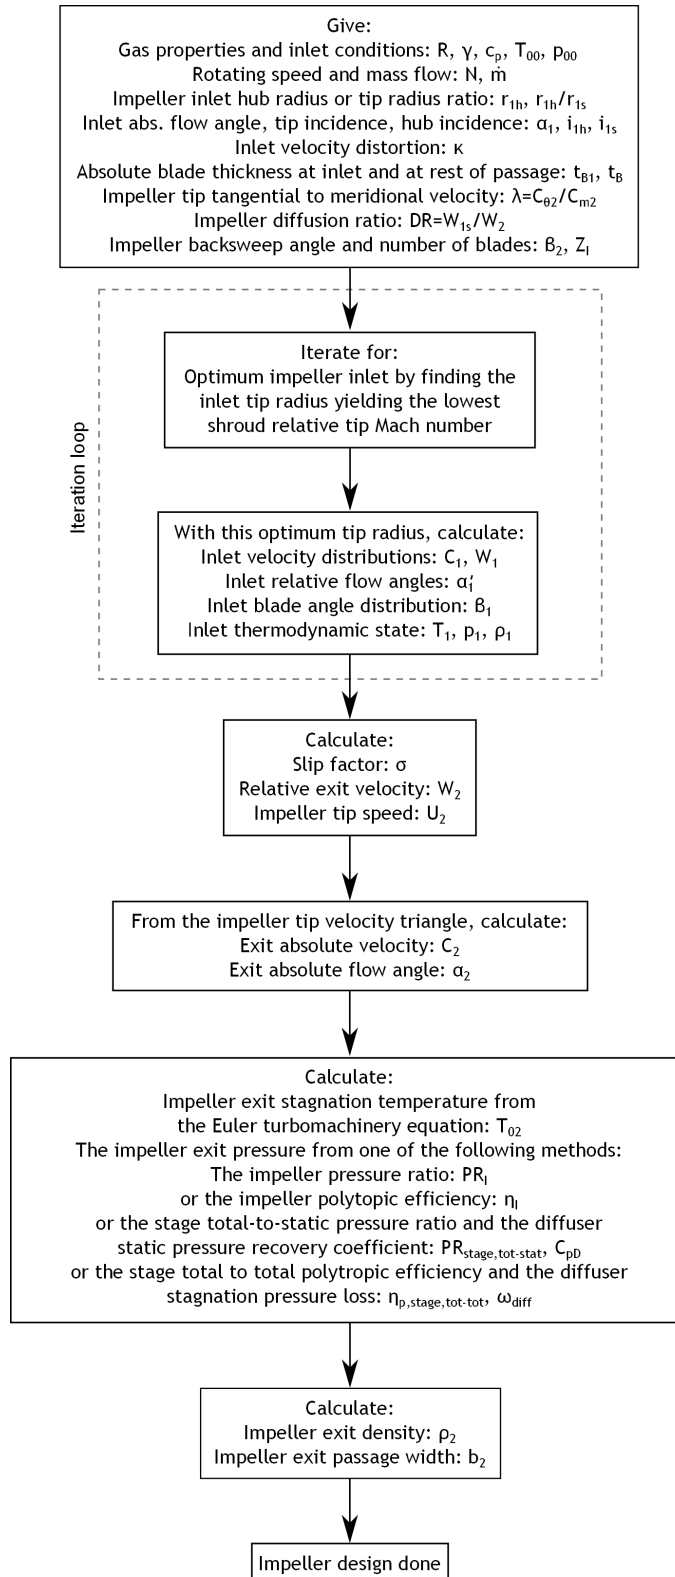 Give:
Gas properties and inlet conditions: R, γ, cp, T00, p00
Rotating speed and mass flow: N, ṁ
Impeller inlet hub radius or tip radius ratio: r1h, r1h/r1s
Inlet abs. flow angle, tip incidence, hub incidence: α1, i1h, i1s
Inlet velocity distortion: κ
Absolute blade thickness at inlet and at rest of passage: tB1, tB
Impeller tip tangential to meridional velocity: λ=Cθ2/Cm2
Impeller diffusion ratio: DR=W1s/W2
Impeller backsweep angle and number of blades: β2, ZI
Iteration loop
Iterate for:
Optimum impeller inlet by finding the
inlet tip radius yielding the lowest
shroud relative tip Mach number
With this optimum tip radius, calculate:
Inlet velocity distributions: C1, W1
Inlet relative flow angles: α′1
Inlet blade angle distribution: β1
Inlet thermodynamic state: T1, p1, ρ1
Calculate:
Slip factor: σ
Relative exit velocity: W2
Impeller tip speed: U2
From the impeller tip velocity triangle, calculate:
Exit absolute velocity: C2
Exit absolute flow angle: α2
Calculate:
Impeller exit stagnation temperature from
the Euler turbomachinery equation: T02
The impeller exit pressure from one of the following methods:
The impeller pressure ratio: PRI
or the impeller polytopic efficiency: ηI
or the stage total-to-static pressure ratio and the diffuser
static pressure recovery coefficient: PRstage,tot-stat, CpD
or the stage total to total polytropic efficiency and the diffuser
stagnation pressure loss: ηp,stage,tot-tot, ωdiff
Calculate:
Impeller exit density: ρ2
Impeller exit passage width: b2
Impeller design done